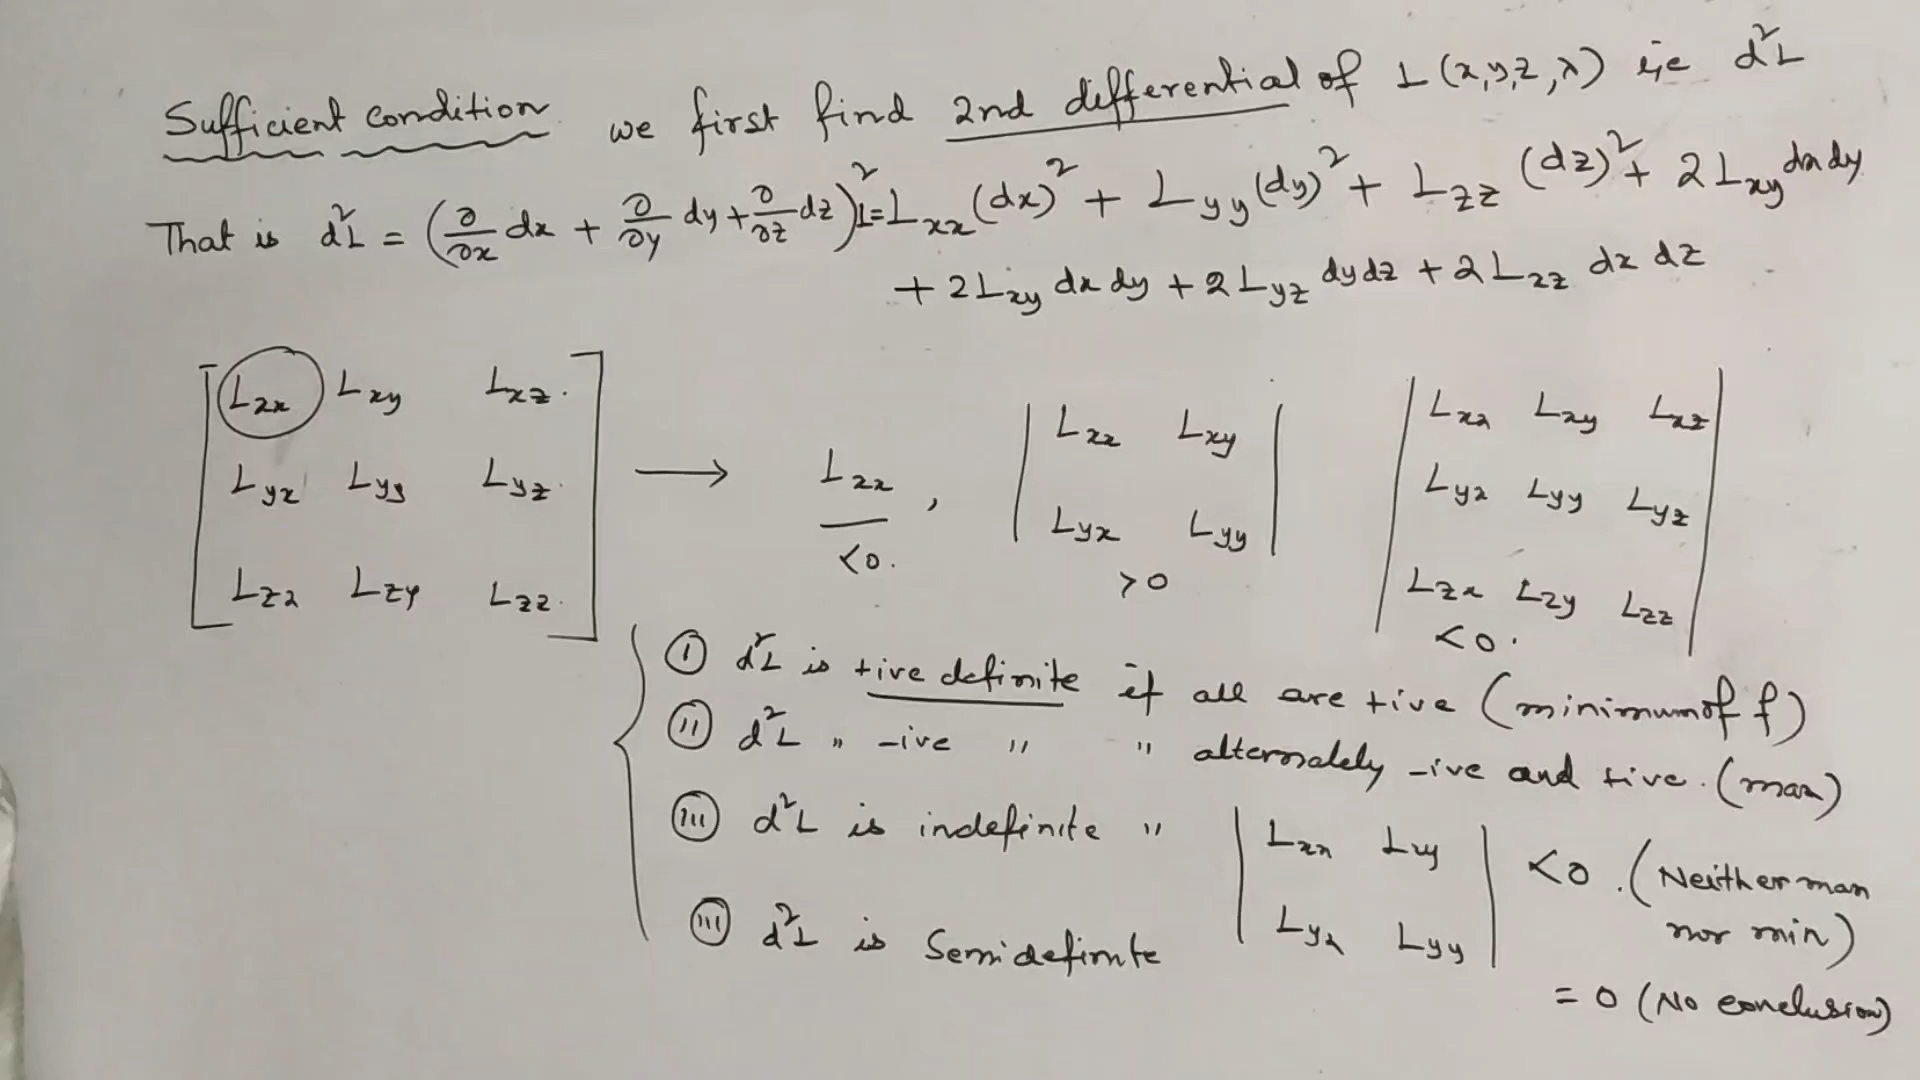 Sufficient condition we first find 2nd differential of L(x,y,z,λ) i,e d²L
That is d²L = (∂/∂x dx + ∂/∂y dy + ∂/∂z dz)²L = Lxx (dx)² + Lyy (dy)² + Lzz (dz)² + 2Lxy dx dy
+ 2Lxy dx dy + 2Lyz dy dz + 2Lzz dx dz
Lxx Lxy Lxz
Lyx Lyy Lyz
Lzx Lzy Lzz
→ Lxx ,
<0.
Lxx Lxy
Lyx Lyy
>0
Lxx Lxy Lxz
Lyx Lyy Lyz
Lzx Lzy Lzz
<0.
(i) d²L is +ive definite if all are +ive (minimum of f)
(ii) d²L " -ive " " alternately -ive and +ive. (max)
(iii) d²L is indefinite " | Lxx Lxy | <0. (Neither max
nor min)
(iii) d²L is Semidefinite | Lyx Lyy |
= 0 (No conclusion)